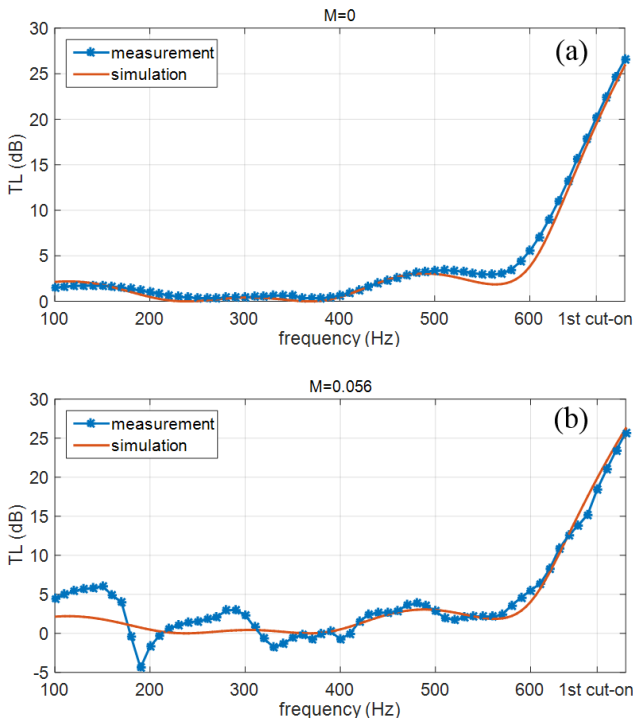 M=0
(a)
measurement
simulation
30
25
20
15
10
5
0
TL (dB)
100 200 300 400 500 600 1st cut-on
frequency (Hz)
M=0.056
(b)
measurement
simulation
30
25
20
15
10
5
0
-5
TL (dB)
100 200 300 400 500 600 1st cut-on
frequency (Hz)